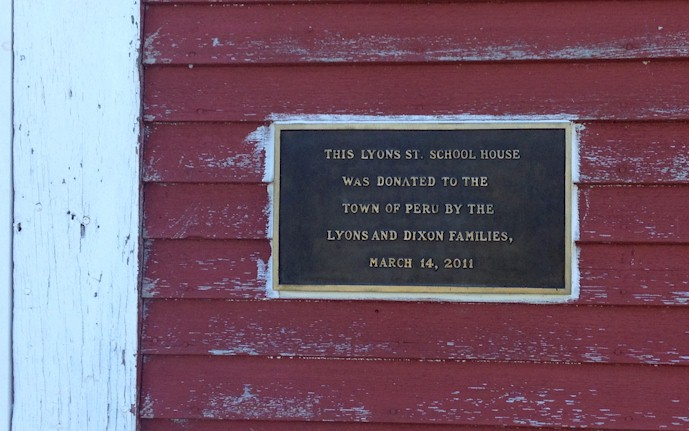 THIS LYONS ST. SCHOOL HOUSE
WAS DONATED TO THE
TOWN OF PERU BY THE
LYONS AND DIXON FAMILIES,
MARCH 14, 2011